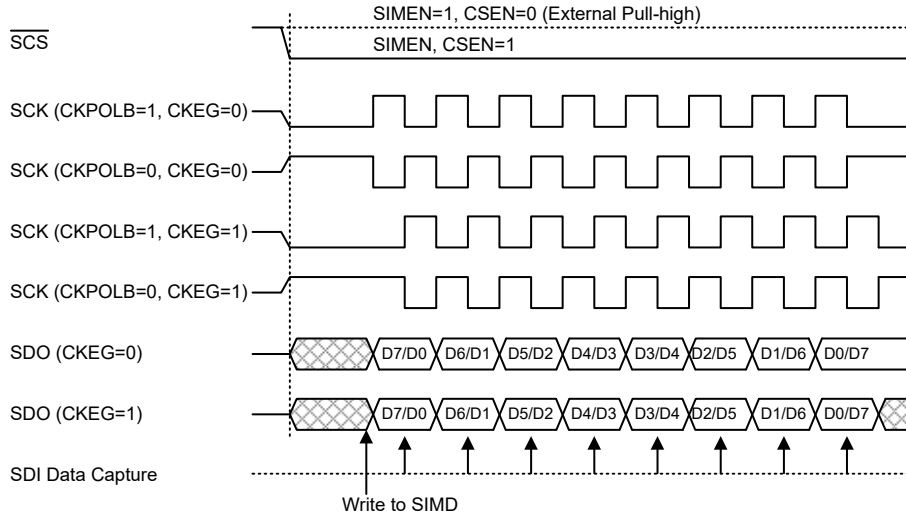 SIMEN=1, CSEN=0 (External Pull-high)
SCS
SIMEN, CSEN=1
SCK (CKPOLB=1, CKEG=0)
SCK (CKPOLB=0, CKEG=0)
SCK (CKPOLB=1, CKEG=1)
SCK (CKPOLB=0, CKEG=1)
SDO (CKEG=0) D7/D0 D6/D1 D5/D2 D4/D3 D3/D4 D2/D5 D1/D6 D0/D7
SDO (CKEG=1) D7/D0 D6/D1 D5/D2 D4/D3 D3/D4 D2/D5 D1/D6 D0/D7
SDI Data Capture
Write to SIMD